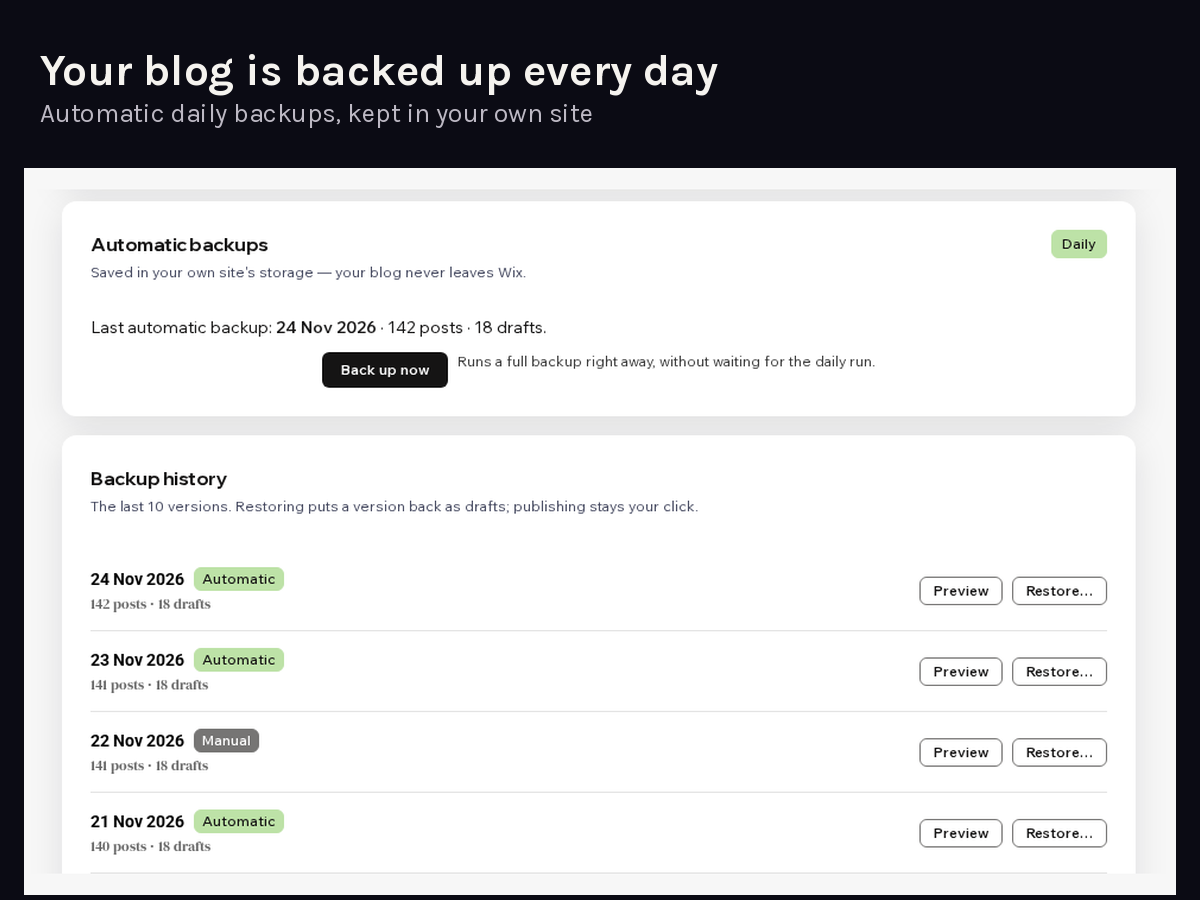 Your blog is backed up every day
Automatic daily backups, kept in your own site
Automatic backups
Daily
Saved in your own site's storage — your blog never leaves Wix.
Last automatic backup: 24 Nov 2026 · 142 posts · 18 drafts.
Back up now
Runs a full backup right away, without waiting for the daily run.
Backup history
The last 10 versions. Restoring puts a version back as drafts; publishing stays your click.
24 Nov 2026 Automatic
142 posts · 18 drafts
Preview Restore…
23 Nov 2026 Automatic
141 posts · 18 drafts
Preview Restore…
22 Nov 2026 Manual
141 posts · 18 drafts
Preview Restore…
21 Nov 2026 Automatic
140 posts · 18 drafts
Preview Restore…